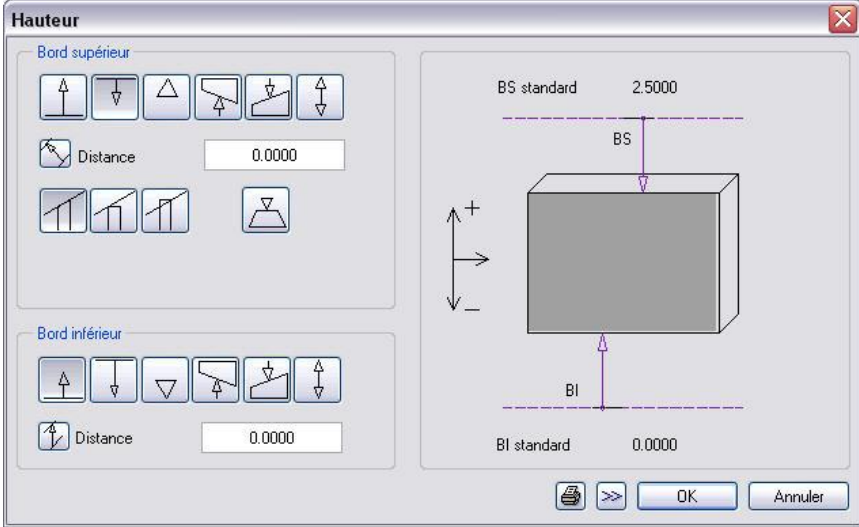 Hauteur
Bord supérieur
Distance 0.0000
Bord inférieur
Distance 0.0000
BS standard 2.5000
BS
+
−
BI
BI standard 0.0000
>>
OK
Annuler